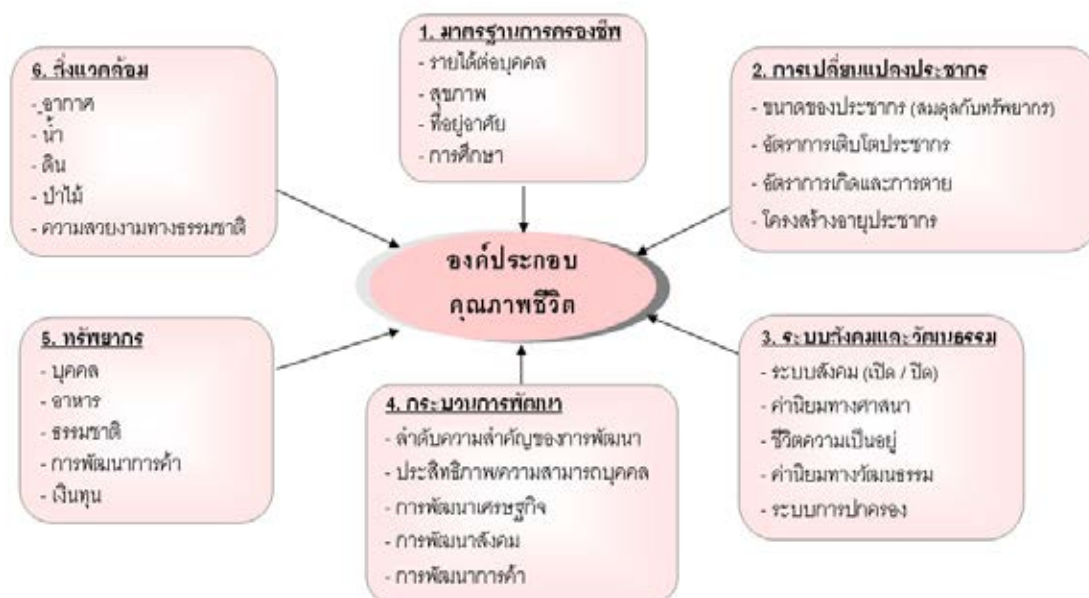 1. มาตรฐานการครองชีพ
- รายได้ต่อบุคคล
- สุขภาพ
- ที่อยู่อาศัย
- การศึกษา
2. การเปลี่ยนแปลงประชากร
- ขนาดของประชากร (สมดุลกับทรัพยากร)
- อัตราการเติบโตประชากร
- อัตราการเกิดและการตาย
- โครงสร้างอายุประชากร
3. ระบบสังคมและวัฒนธรรม
- ระบบสังคม (เปิด / ปิด)
- ค่านิยมทางศาสนา
- ชีวิตความเป็นอยู่
- ค่านิยมทางวัฒนธรรม
- ระบบการปกครอง
4. กระบวนการพัฒนา
- ลำดับความสำคัญของการพัฒนา
- ประสิทธิภาพความสามารถบุคคล
- การพัฒนาเศรษฐกิจ
- การพัฒนาสังคม
- การพัฒนาการค้า
5. ทรัพยากร
- บุคคล
- อาหาร
- ธรรมชาติ
- การพัฒนาการค้า
- เงินทุน
6. สิ่งแวดล้อม
- อากาศ
- น้ำ
- ดิน
- ป่าไม้
- ความสวยงามทางธรรมชาติ
องค์ประกอบ
คุณภาพชีวิต